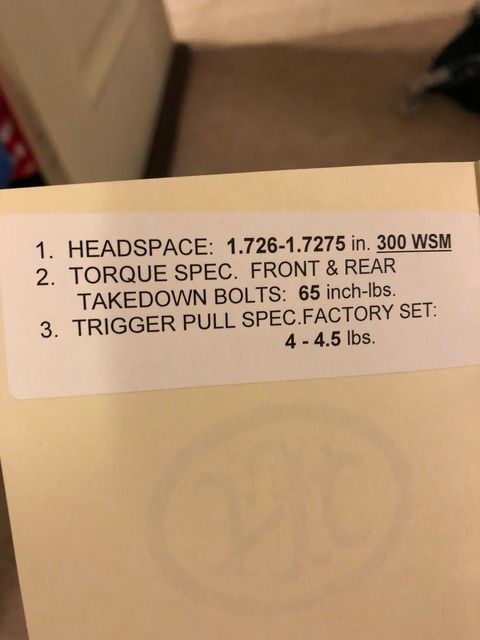 1. HEADSPACE: 1.726-1.7275 in. 300 WSM
2. TORQUE SPEC. FRONT & REAR
TAKEDOWN BOLTS: 65 inch-lbs.
3. TRIGGER PULL SPEC.FACTORY SET:
4 - 4.5 lbs.